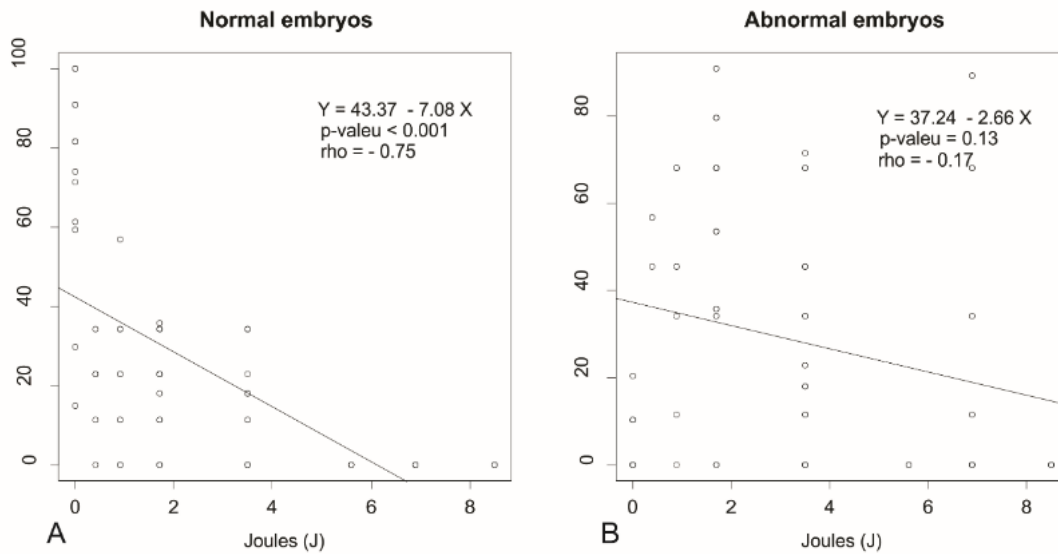 Normal embryos
Y = 43.37 - 7.08 X
p-valeu < 0.001
rho = - 0.75
100
80
60
40
20
0
0 2 4 6 8
A
Joules (J)
Abnormal embryos
Y = 37.24 - 2.66 X
p-valeu = 0.13
rho = - 0.17
80
60
40
20
0
0 2 4 6 8
B
Joules (J)